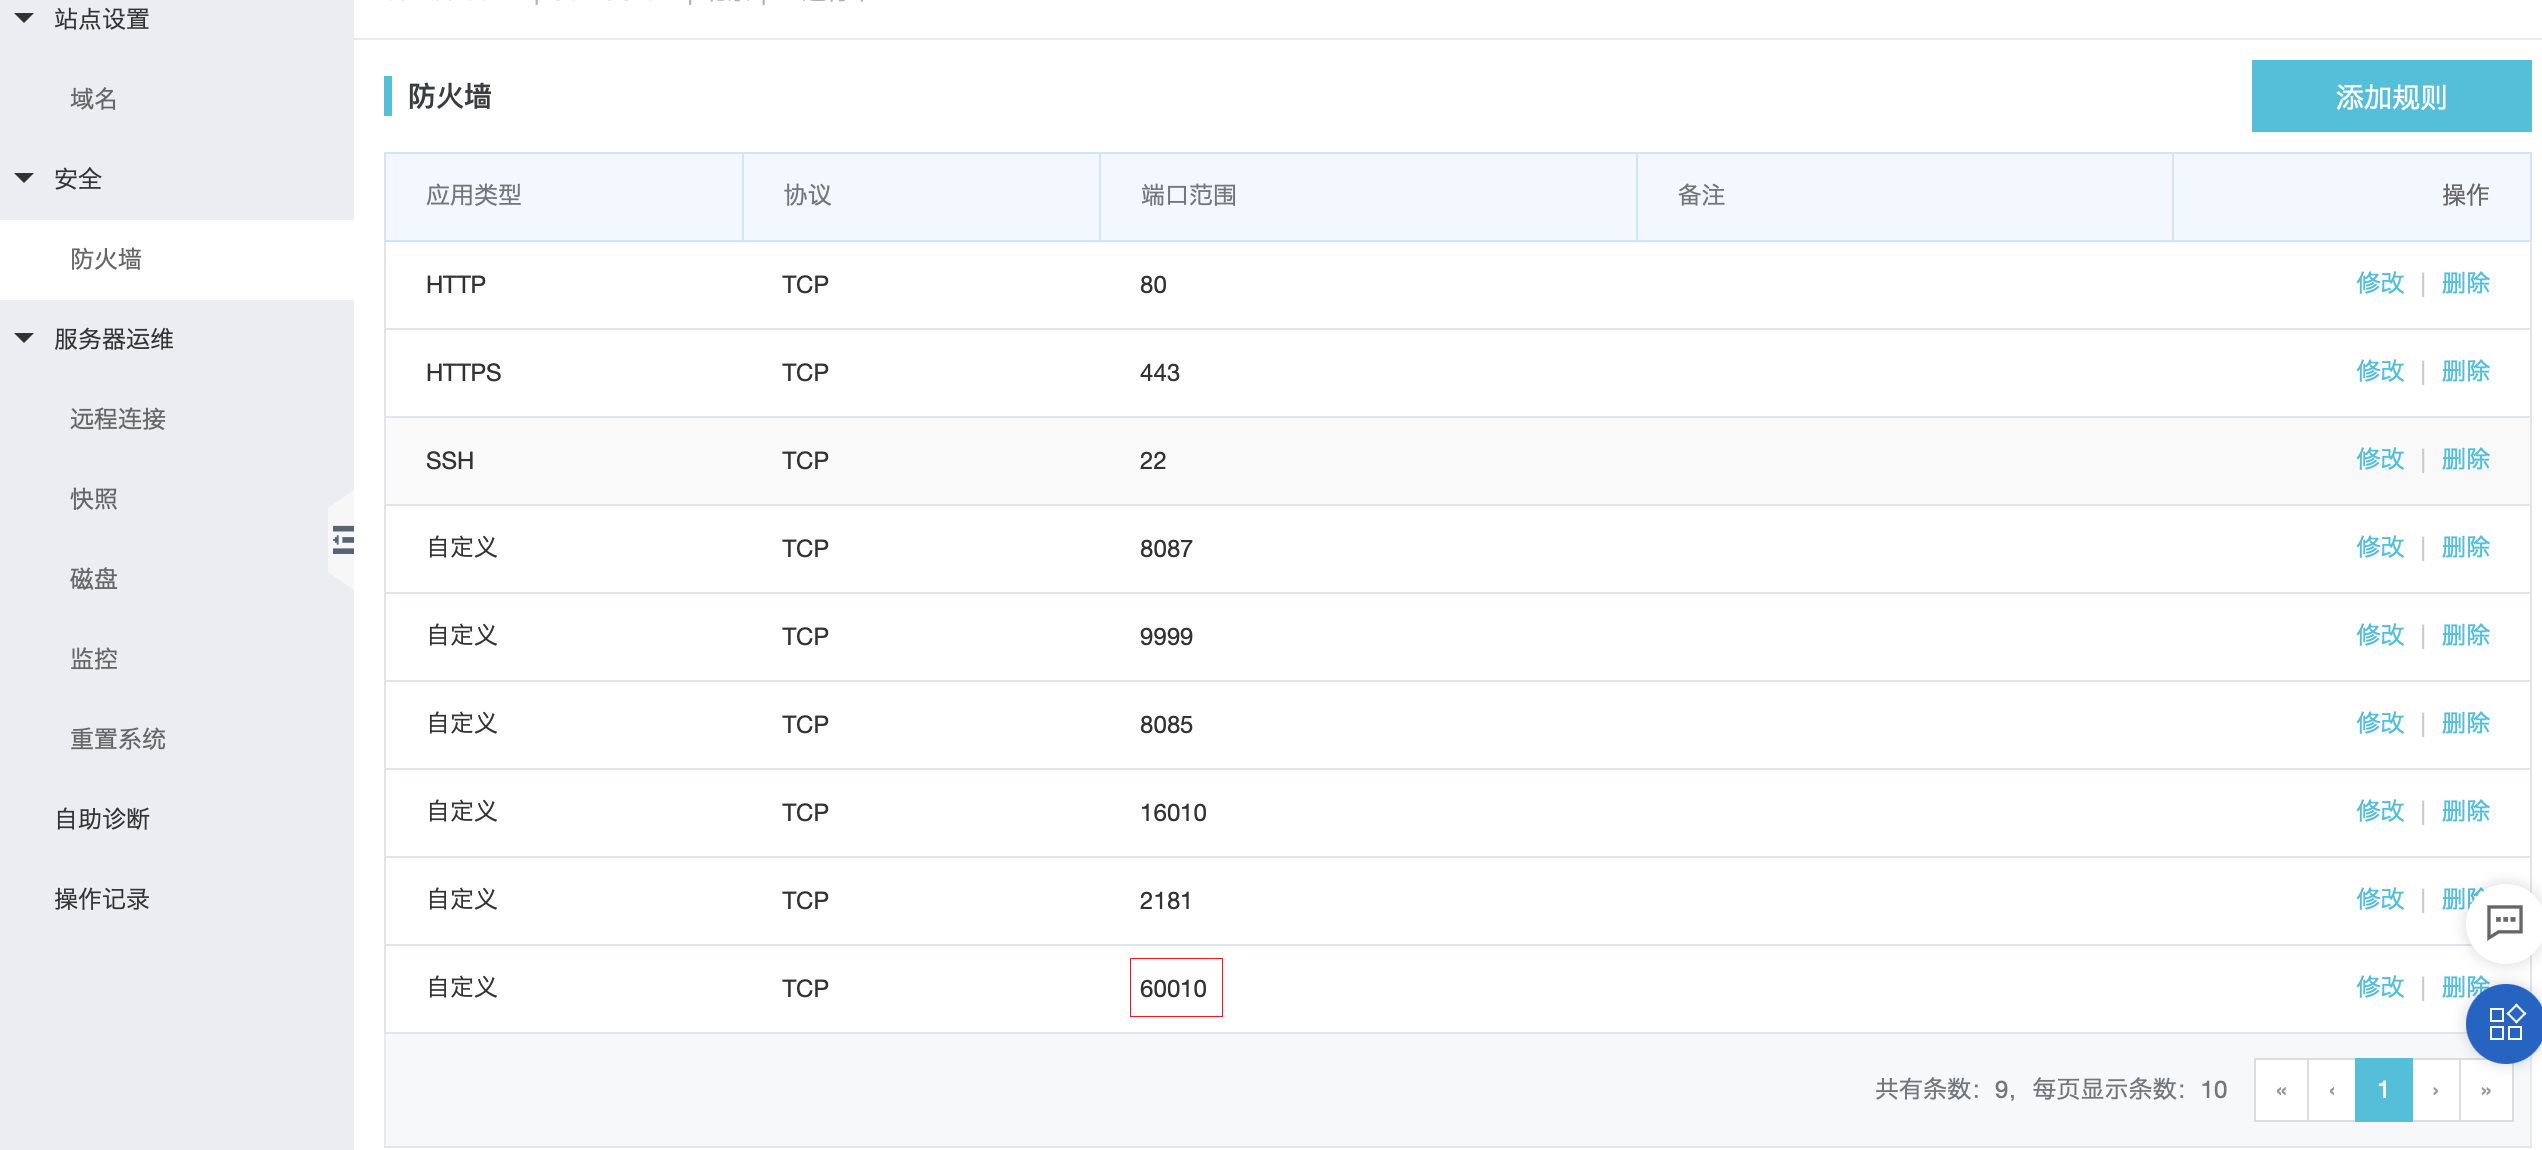 站点设置
域名
安全
防火墙
服务器运维
远程连接
快照
磁盘
监控
重置系统
自助诊断
操作记录
防火墙
添加规则
应用类型 协议 端口范围 备注 操作
HTTP TCP 80 修改 | 删除
HTTPS TCP 443 修改 | 删除
SSH TCP 22 修改 | 删除
自定义 TCP 8087 修改 | 删除
自定义 TCP 9999 修改 | 删除
自定义 TCP 8085 修改 | 删除
自定义 TCP 16010 修改 | 删除
自定义 TCP 2181 修改 | 删除
自定义 TCP 60010 修改 | 删除
共有条数：9，每页显示条数：10 « ‹ 1 › »